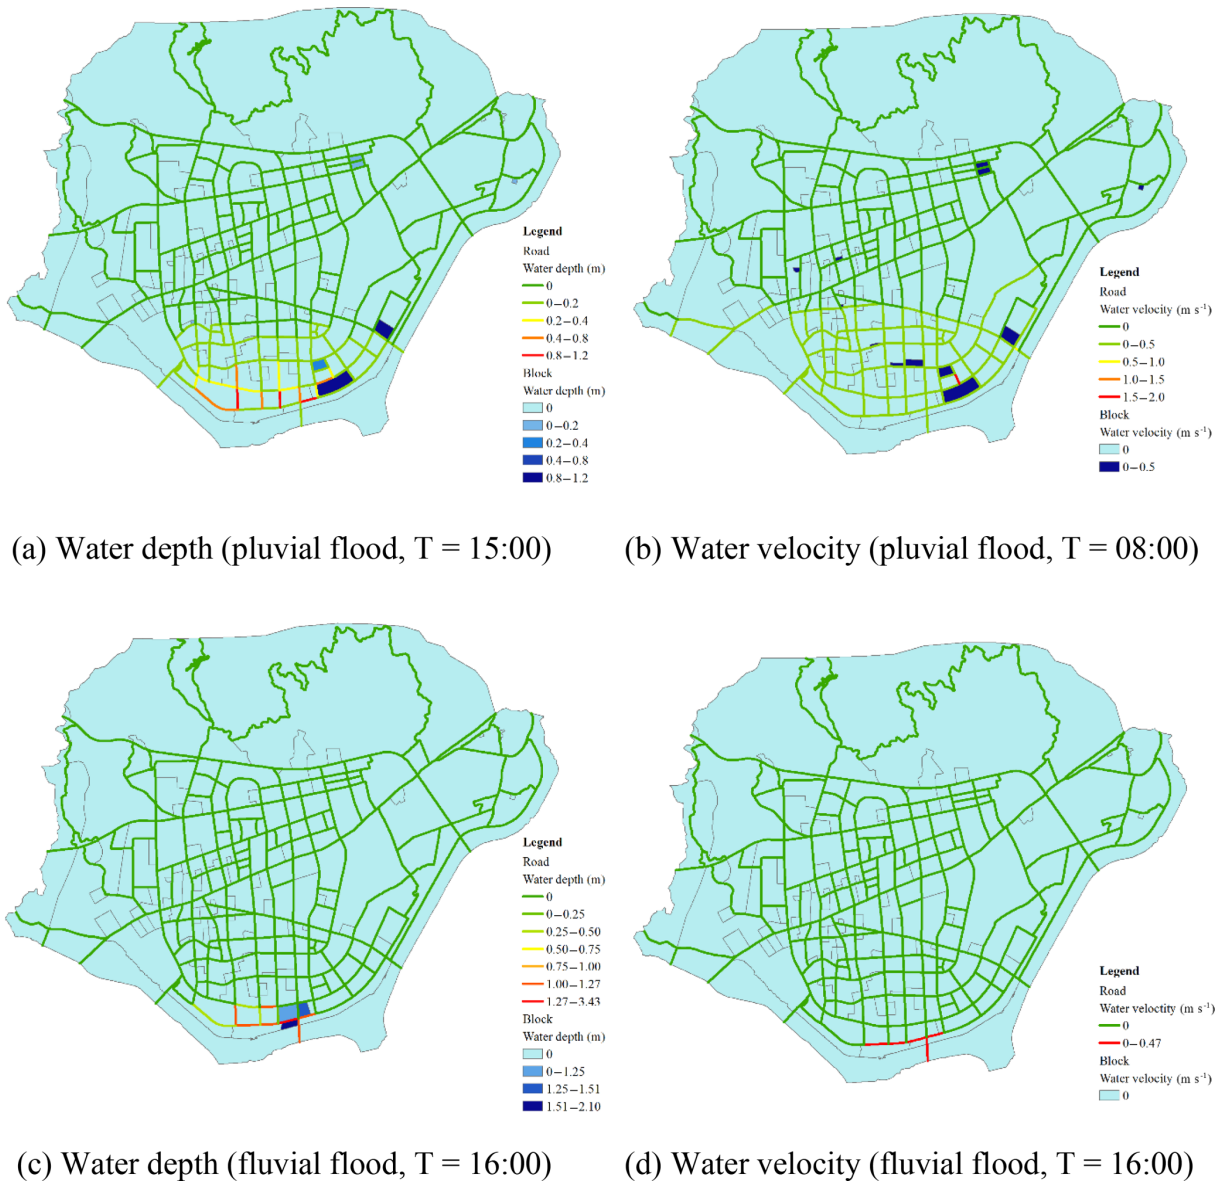 Legend
Road
Water depth (m)
0
0–0.2
0.2–0.4
0.4–0.8
0.8–1.2
Block
Water depth (m)
0
0–0.2
0.2–0.4
0.4–0.8
0.8–1.2
(a) Water depth (pluvial flood, T = 15:00)
Legend
Road
Water velocity (m s⁻¹)
0
0–0.5
0.5–1.0
1.0–1.5
1.5–2.0
Block
Water velocity (m s⁻¹)
0
0–0.5
(b) Water velocity (pluvial flood, T = 08:00)
Legend
Road
Water depth (m)
0
0–0.25
0.25–0.50
0.50–0.75
0.75–1.00
1.00–1.27
1.27–3.43
Block
Water depth (m)
0
0–1.25
1.25–1.51
1.51–2.10
(c) Water depth (fluvial flood, T = 16:00)
Legend
Road
Water veloctity (m s⁻¹)
0
0–0.47
Block
Water velocity (m s⁻¹)
0
(d) Water velocity (fluvial flood, T = 16:00)